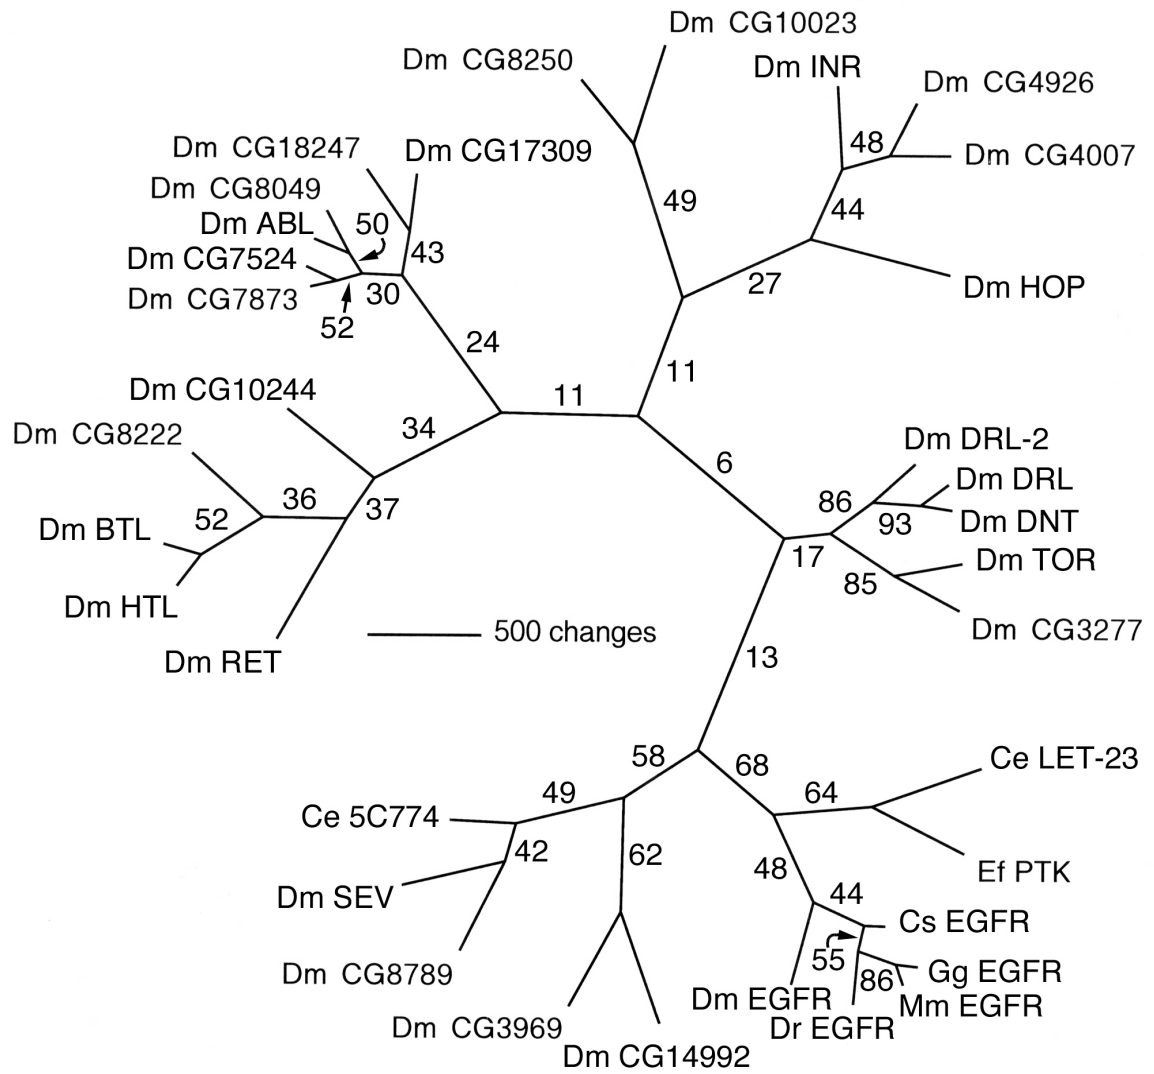 Dm CG10023
Dm CG8250
Dm INR
Dm CG4926
48
Dm CG4007
Dm CG18247
Dm CG17309
Dm CG8049
Dm ABL
50
49
44
Dm CG7524
43
Dm CG7873
30
27
Dm HOP
52
24
11
Dm CG10244
11
34
Dm CG8222
6
Dm DRL-2
Dm DRL
86
36
37
52
93
Dm DNT
Dm BTL
17
Dm TOR
85
Dm HTL
500 changes
Dm CG3277
Dm RET
13
58
68
Ce LET-23
49
64
Ce 5C774
42
62
48
Ef PTK
Dm SEV
44
Cs EGFR
55
Dm CG8789
86
Gg EGFR
Dm EGFR
Mm EGFR
Dm CG3969
Dr EGFR
Dm CG14992